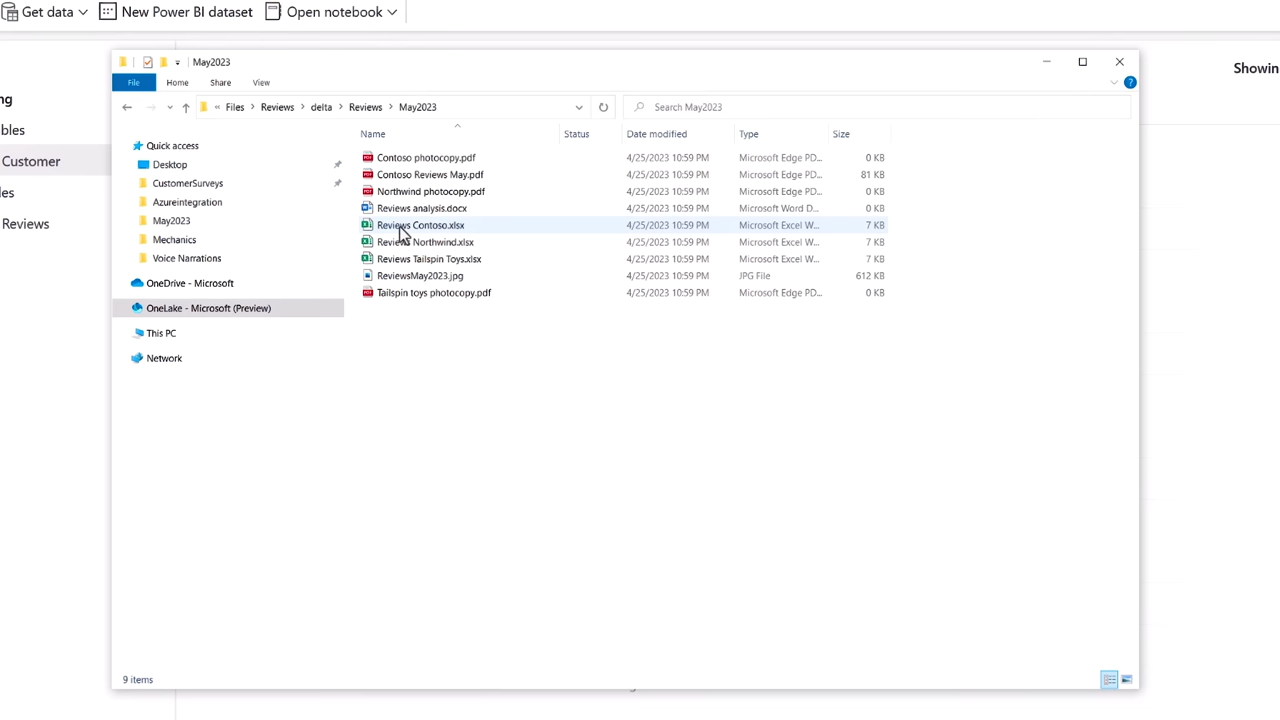 Get data New Power BI dataset Open notebook
May2023
File Home Share View
Files > Reviews > delta > Reviews > May2023
Search May2023
Showin
ng
bles
Customer
les
Reviews
Quick access
Desktop
CustomerSurveys
Azureintegration
May2023
Mechanics
Voice Narrations
OneDrive - Microsoft
OneLake - Microsoft (Preview)
This PC
Network
Name Status Date modified Type Size
Contoso photocopy.pdf 4/25/2023 10:59 PM Microsoft Edge PD... 0 KB
Contoso Reviews May.pdf 4/25/2023 10:59 PM Microsoft Edge PD... 81 KB
Northwind photocopy.pdf 4/25/2023 10:59 PM Microsoft Edge PD... 0 KB
Reviews analysis.docx 4/25/2023 10:59 PM Microsoft Word D... 0 KB
Reviews Contoso.xlsx 4/25/2023 10:59 PM Microsoft Excel W... 7 KB
Reviews Northwind.xlsx 4/25/2023 10:59 PM Microsoft Excel W... 7 KB
Reviews Tailspin Toys.xlsx 4/25/2023 10:59 PM Microsoft Excel W... 7 KB
ReviewsMay2023.jpg 4/25/2023 10:59 PM JPG File 612 KB
Tailspin toys photocopy.pdf 4/25/2023 10:59 PM Microsoft Edge PD... 0 KB
9 items